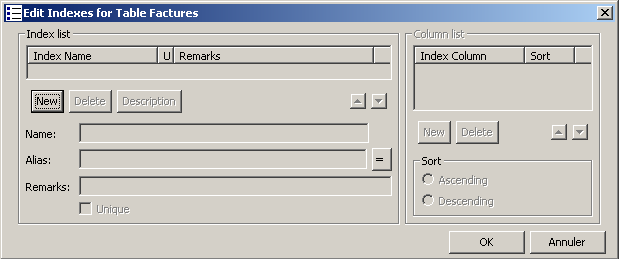 Edit Indexes for Table Factures
Index list
Index Name U Remarks
New Delete Description
Name:
Alias: =
Remarks:
Unique
Column list
Index Column Sort
New Delete
Sort
Ascending
Descending
OK Annuler